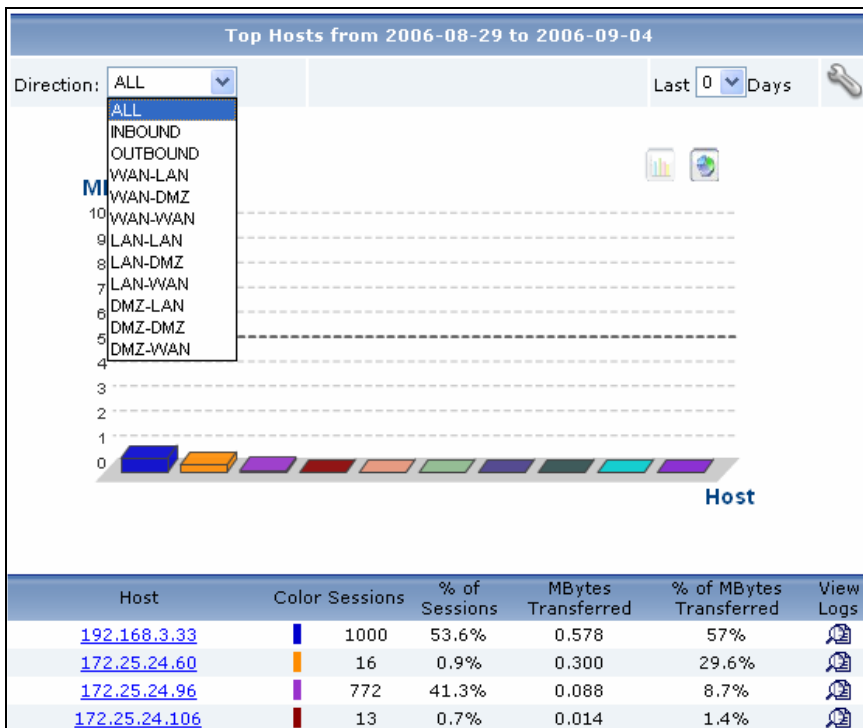 Top Hosts from 2006-08-29 to 2006-09-04
Direction: ALL Last 0 Days
ALL
INBOUND
OUTBOUND
WAN-LAN
WAN-DMZ
WAN-WAN
LAN-LAN
LAN-DMZ
LAN-WAN
DMZ-LAN
DMZ-DMZ
DMZ-WAN
10
9
8
7
6
5
4
3
2
1
0
Host
Host Color Sessions % of Sessions MBytes Transferred % of MBytes Transferred View Logs
192.168.3.33 1000 53.6% 0.578 57%
172.25.24.60 16 0.9% 0.300 29.6%
172.25.24.96 772 41.3% 0.088 8.7%
172.25.24.106 13 0.7% 0.014 1.4%